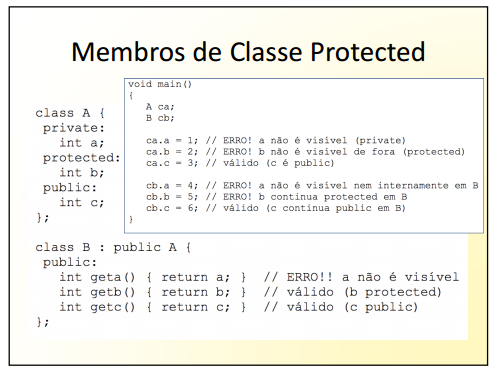 Membros de Classe Protected
class A {
 private:
   int a;
 protected:
   int b;
 public:
   int c;
};
void main()
{
   A ca;
   B cb;
   ca.a = 1; // ERRO! a não é visível (private)
   ca.b = 2; // ERRO! b não é visível de fora (protected)
   ca.c = 3; // válido (c é public)
   cb.a = 4; // ERRO! a não é visível nem internamente em B
   cb.b = 5; // ERRO! b continua protected em B
   cb.c = 6; // válido (c continua public em B)
}
class B : public A {
 public:
   int geta() { return a; }  // ERRO!! a não é visível
   int getb() { return b; }  // válido (b protected)
   int getc() { return c; }  // válido (c public)
};